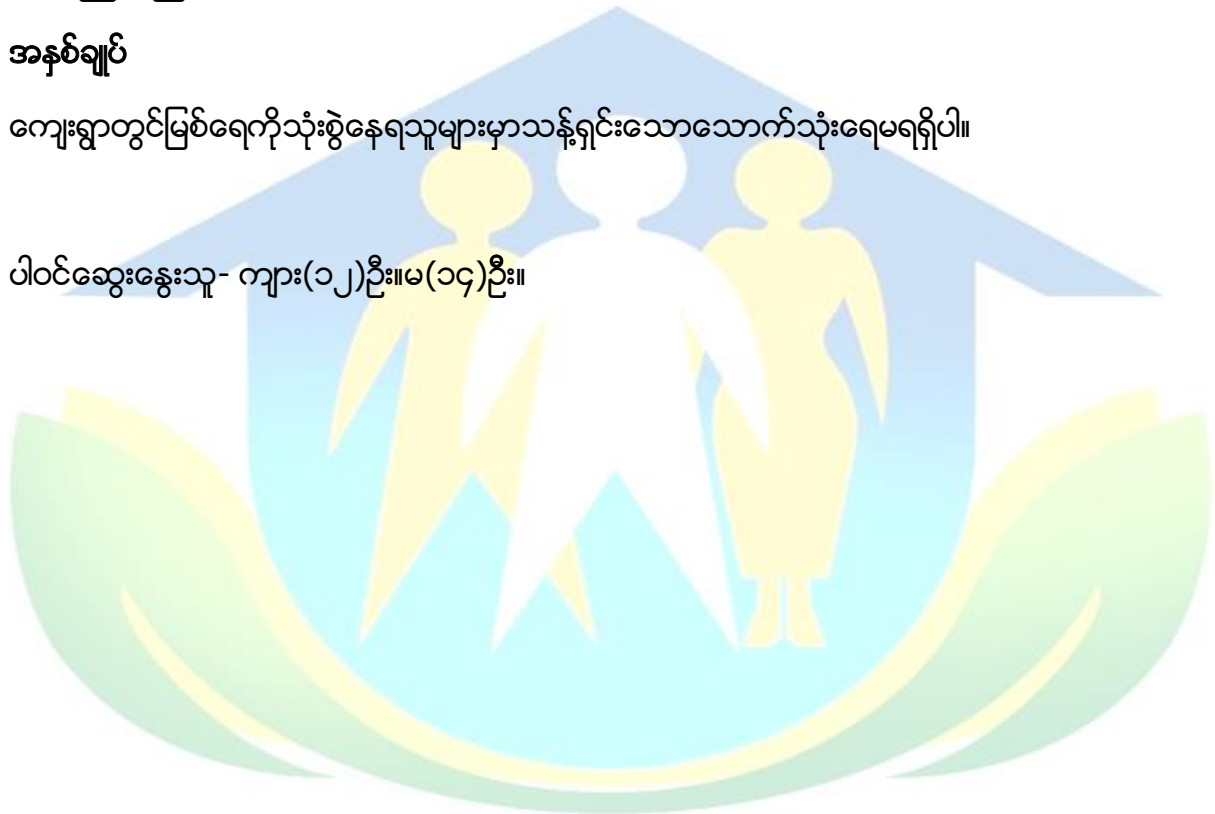 အနှစ်ချုပ်
ကျေးရွာတွင်မြစ်ရေကိုသုံးစွဲနေရသူများမှာသန့်ရှင်းသောသောက်သုံးရေမရရှိပါ။
ပါဝင်ဆွေးနွေးသူ- ကျား(၁၂)ဦး။မ(၁၄)ဦး။